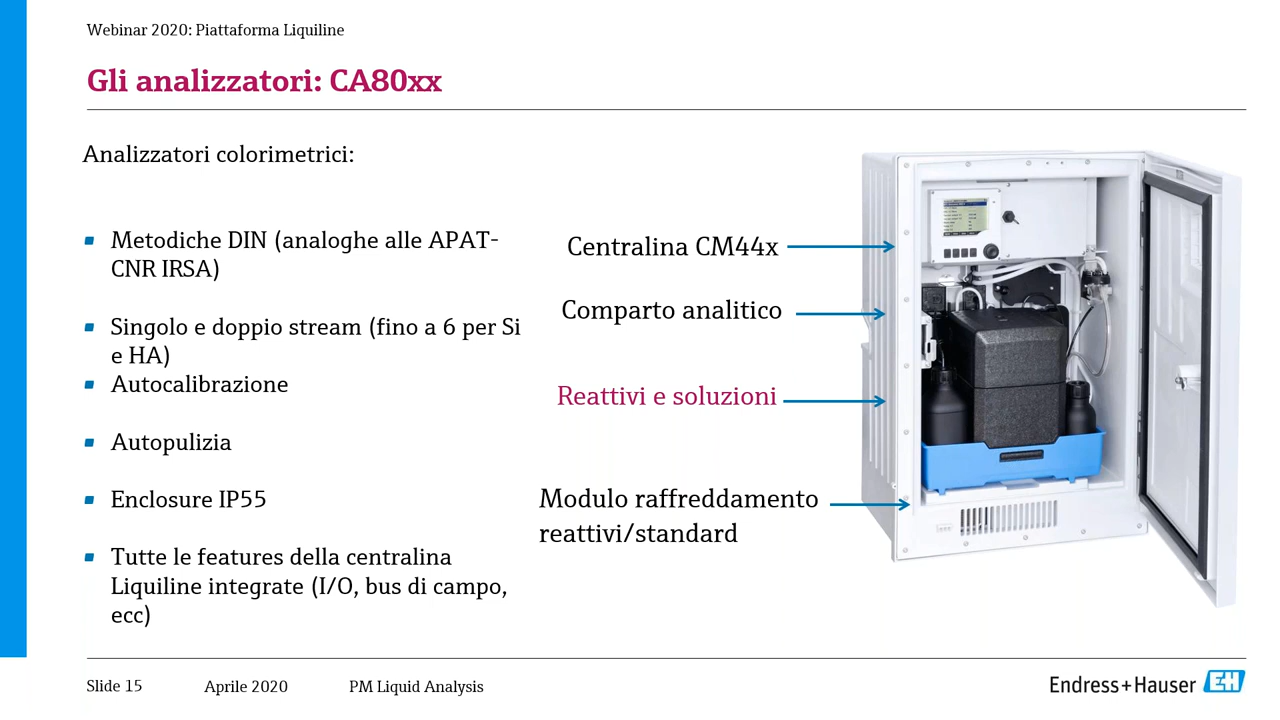 Webinar 2020: Piattaforma Liquiline
Gli analizzatori: CA80xx
Analizzatori colorimetrici:
Metodiche DIN (analoghe alle APAT-
CNR IRSA)
Singolo e doppio stream (fino a 6 per Si
e HA)
Autocalibrazione
Autopulizia
Enclosure IP55
Tutte le features della centralina
Liquiline integrate (I/O, bus di campo,
ecc)
Centralina CM44x
Comparto analitico
Reattivi e soluzioni
Modulo raffreddamento
reattivi/standard
Slide 15
Aprile 2020
PM Liquid Analysis
Endress+Hauser EH